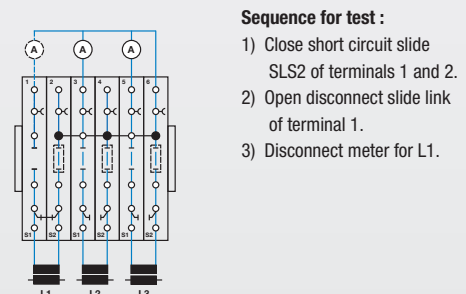 Sequence for test :
1) Close short circuit slide
SLS2 of terminals 1 and 2.
2) Open disconnect slide link
of terminal 1.
3) Disconnect meter for L1.
A A A
1 2 3 4 5 6
S1 S2 S1 S2 S1 S2
L1 L2 L3